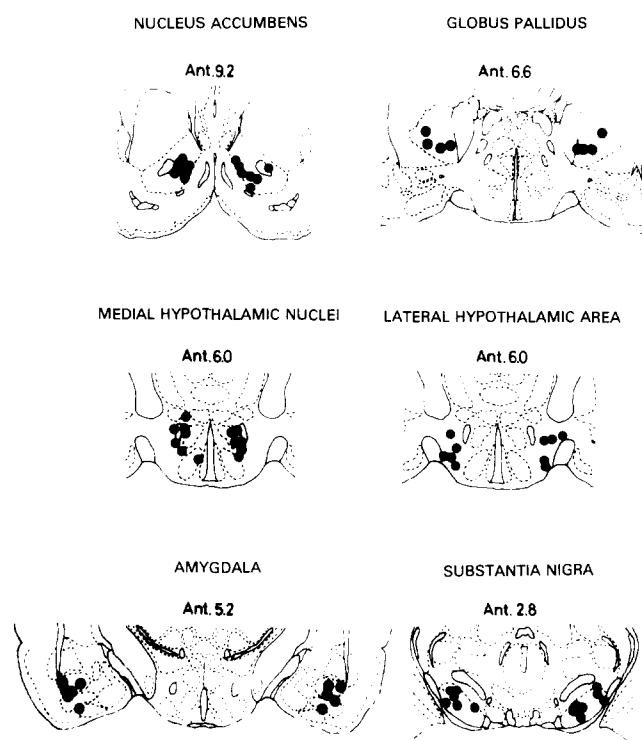 NUCLEUS ACCUMBENS
GLOBUS PALLIDUS
Ant.9.2
Ant.6.6
MEDIAL HYPOTHALAMIC NUCLEI
LATERAL HYPOTHALAMIC AREA
Ant.6.0
Ant.6.0
AMYGDALA
SUBSTANTIA NIGRA
Ant.5.2
Ant.2.8